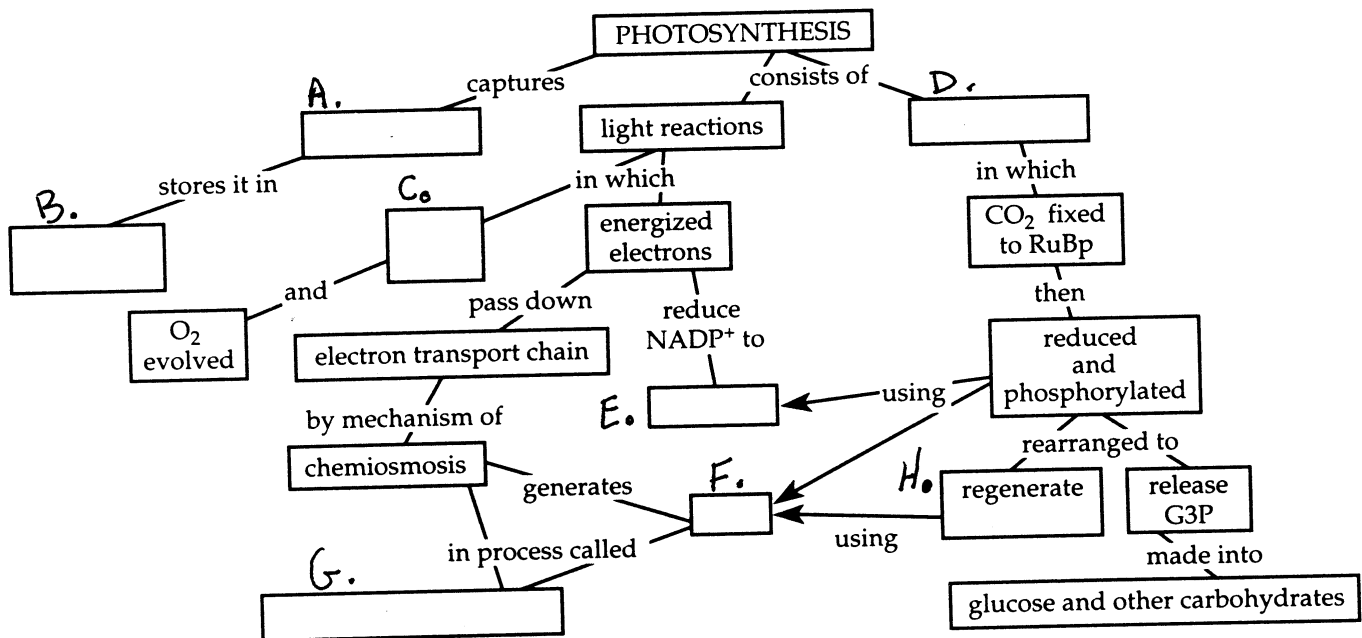 PHOTOSYNTHESIS
captures
consists of
A.
D.
light reactions
stores it in
in which
in which
B.
C.
energized
electrons
CO₂ fixed
to RuBp
and
pass down
reduce
NADP⁺ to
then
O₂
evolved
electron transport chain
reduced
and
phosphorylated
E.
using
by mechanism of
rearranged to
chemiosmosis
generates
F.
H.
regenerate
release
G3P
using
in process called
made into
G.
glucose and other carbohydrates